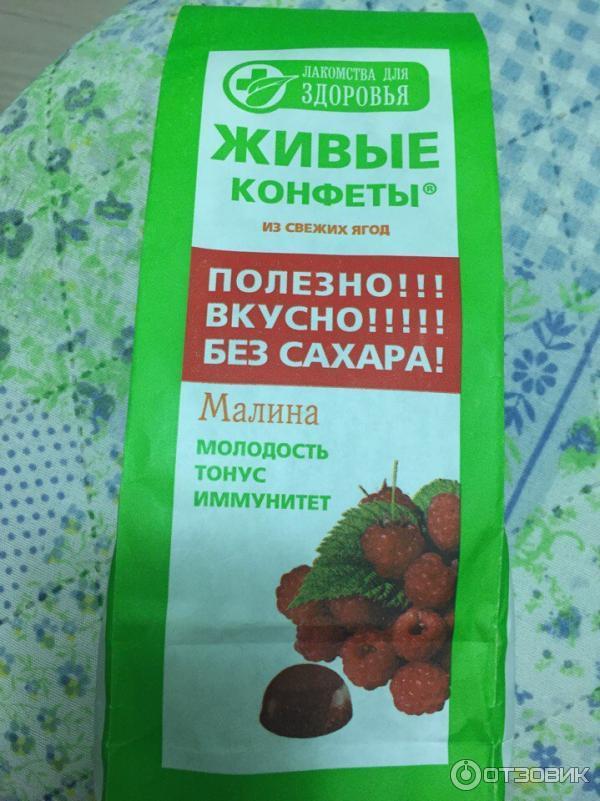 ЛАКОМСТВА ДЛЯ
ЗДОРОВЬЯ
ЖИВЫЕ
КОНФЕТЫ®
ИЗ СВЕЖИХ ЯГОД
ПОЛЕЗНО!!!
ВКУСНО!!!!!
БЕЗ САХАРА!
Малина
МОЛОДОСТЬ
ТОНУС
ИММУНИТЕТ
ОТЗОВИК